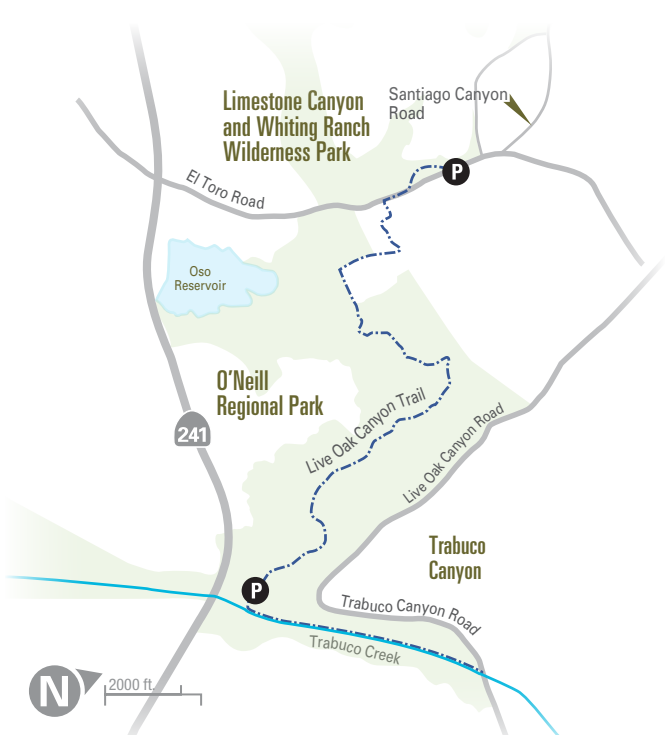 Santiago Canyon
Road
Limestone Canyon
and Whiting Ranch
Wilderness Park
P
El Toro Road
Oso
Reservoir
O'Neill
Regional Park
241
Live Oak Canyon Trail
Live Oak Canyon Road
Trabuco
Canyon
P
Trabuco Canyon Road
Trabuco Creek
N
2000 ft.